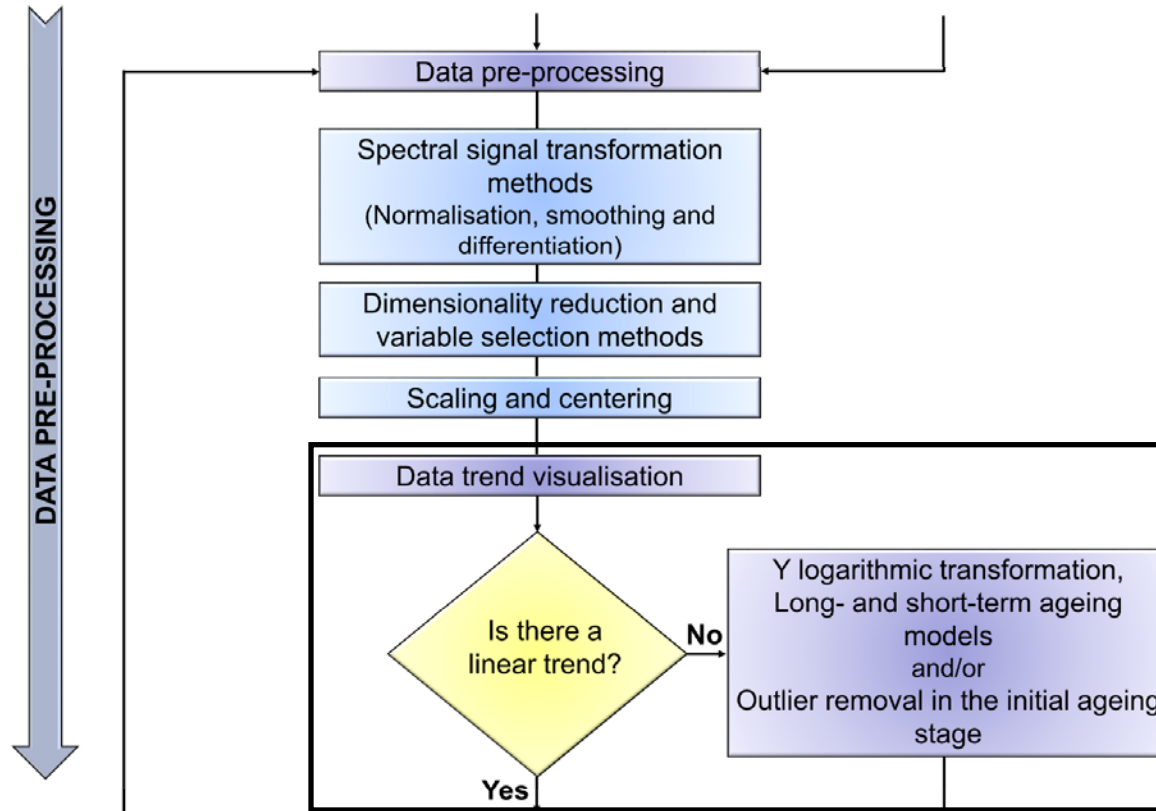 DATA PRE-PROCESSING
Data pre-processing
Spectral signal transformation
methods
(Normalisation, smoothing and
differentiation)
Dimensionality reduction and
variable selection methods
Scaling and centering
Data trend visualisation
Is there a
linear trend?
No
Y logarithmic transformation,
Long- and short-term ageing
models
and/or
Outlier removal in the initial ageing
stage
Yes